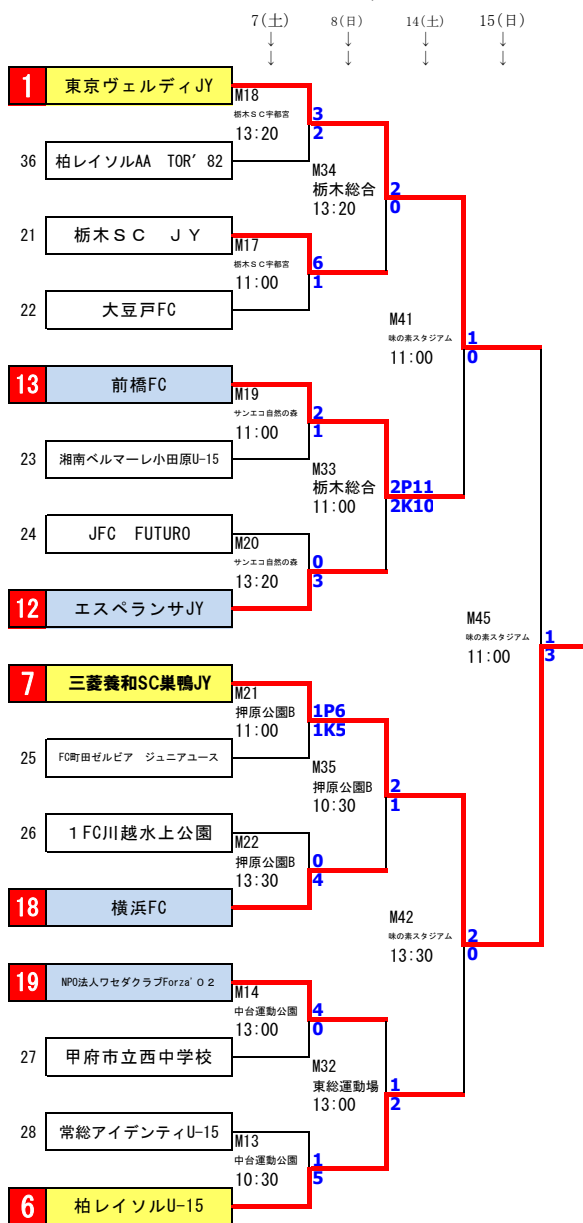 7(土) 8(日) 14(土) 15(日)
↓ ↓ ↓ ↓
↓ ↓ ↓ ↓
1 東京ヴェルディJY
M18
栃木SC宇都宮
13:20
3
2
36 柏レイソルAA TOR' 82
M34
栃木総合
13:20
2
0
21 栃木SC JY
M17
栃木SC宇都宮
11:00
6
1
22 大豆戸FC
M41
味の素スタジアム
11:00
1
0
13 前橋FC
M19
サンエコ自然の森
11:00
2
1
23 湘南ベルマーレ小田原U-15
M33
栃木総合
11:00
2P11
2K10
24 JFC FUTURO
M20
サンエコ自然の森
13:20
0
3
12 エスペランサJY
M45
味の素スタジアム
11:00
1
3
7 三菱養和SC巣鴨JY
M21
押原公園B
11:00
1P6
1K5
25 FC町田ゼルビア ジュニアユース
M35
押原公園B
10:30
2
1
26 1FC川越水上公園
M22
押原公園B
13:30
0
4
18 横浜FC
M42
味の素スタジアム
13:30
2
0
19 NPO法人ワセダクラブForza'02
M14
中台運動公園
13:00
4
0
27 甲府市立西中学校
M32
東総運動場
13:00
1
2
28 常総アイデンティU-15
M13
中台運動公園
10:30
1
5
6 柏レイソルU-15